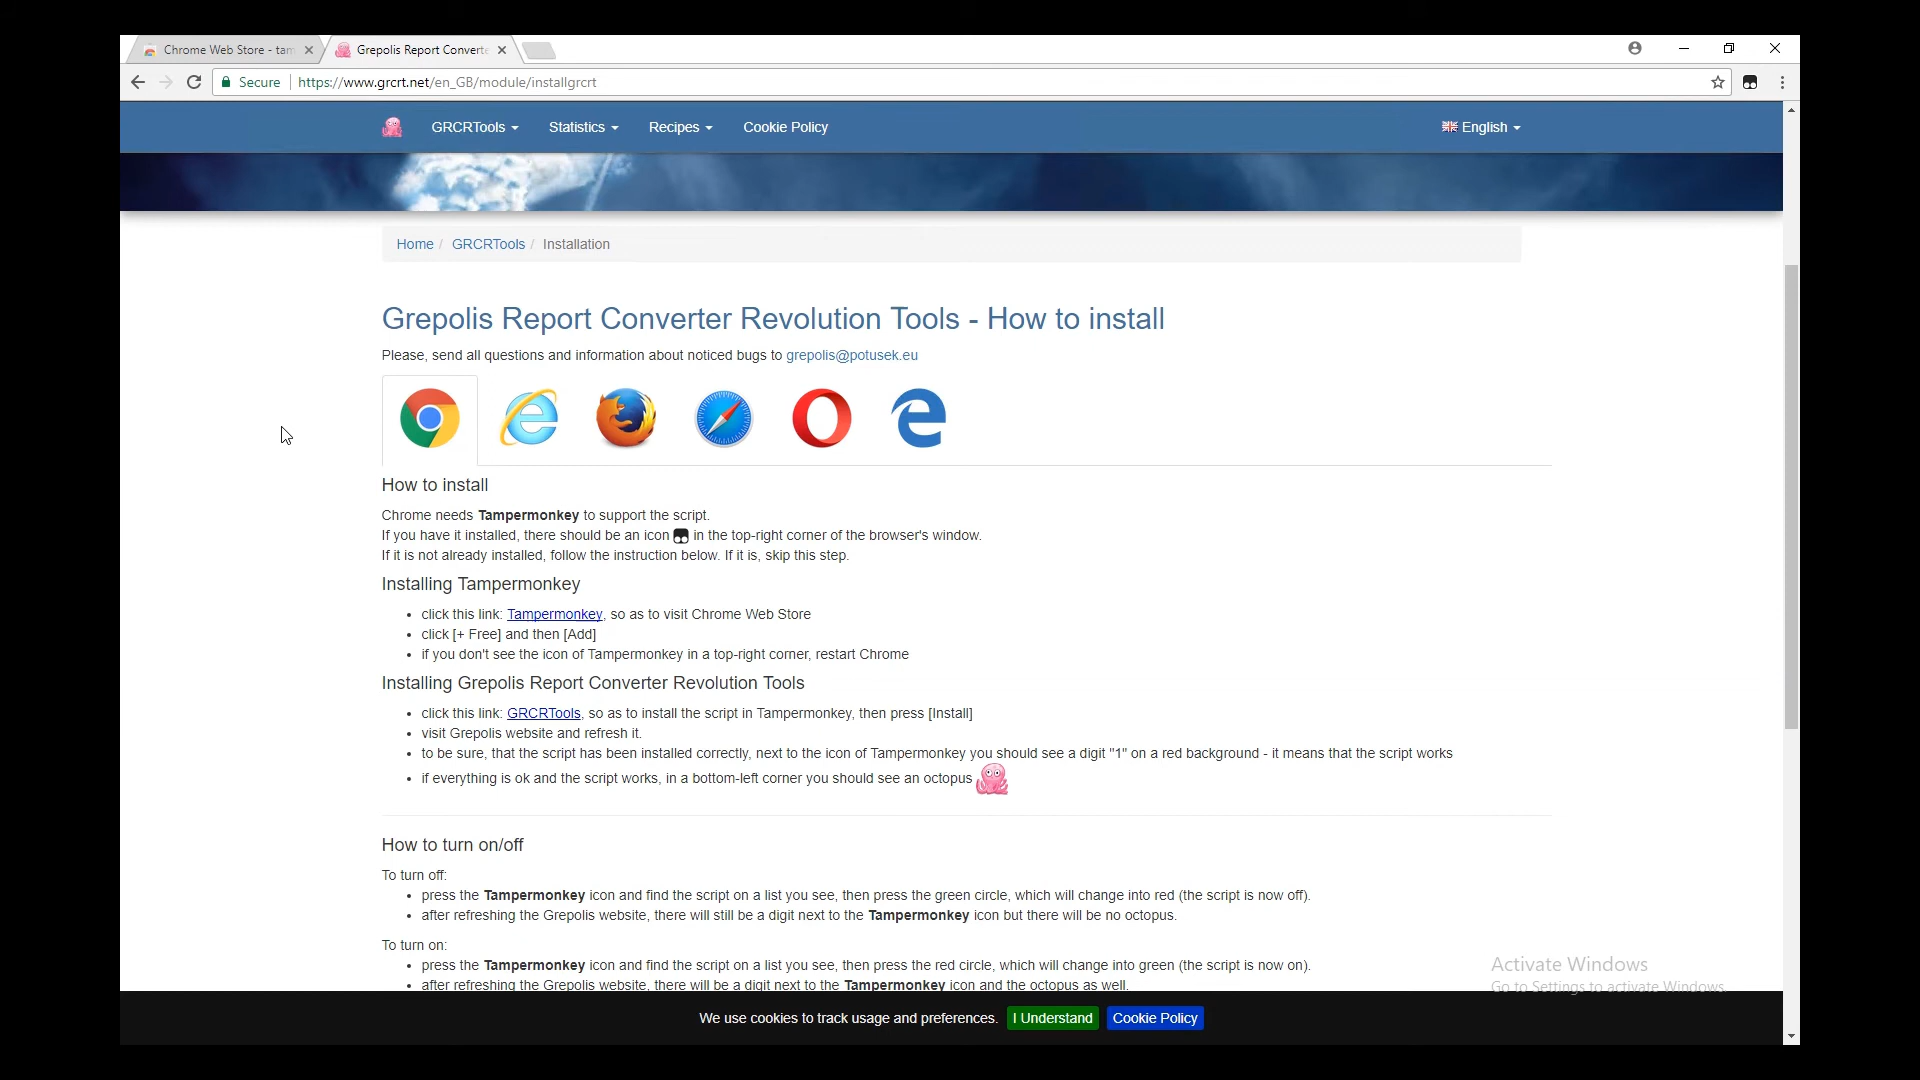 Chrome Web Store - tam
Grepolis Report Converte
Secure
https://www.grcrt.net/en_GB/module/installgrcrt
GRCRTools
Statistics
Recipes
Cookie Policy
English
Home / GRCRTools / Installation
Grepolis Report Converter Revolution Tools - How to install
Please, send all questions and information about noticed bugs to grepolis@potusek.eu
How to install
Chrome needs Tampermonkey to support the script.
If you have it installed, there should be an icon in the top-right corner of the browser's window.
If it is not already installed, follow the instruction below. If it is, skip this step.
Installing Tampermonkey
• click this link: Tampermonkey, so as to visit Chrome Web Store
• click [+ Free] and then [Add]
• if you don't see the icon of Tampermonkey in a top-right corner, restart Chrome
Installing Grepolis Report Converter Revolution Tools
• click this link: GRCRTools, so as to install the script in Tampermonkey, then press [Install]
• visit Grepolis website and refresh it.
• to be sure, that the script has been installed correctly, next to the icon of Tampermonkey you should see a digit "1" on a red background - it means that the script works
• if everything is ok and the script works, in a bottom-left corner you should see an octopus
How to turn on/off
To turn off:
• press the Tampermonkey icon and find the script on a list you see, then press the green circle, which will change into red (the script is now off).
• after refreshing the Grepolis website, there will still be a digit next to the Tampermonkey icon but there will be no octopus.
To turn on:
• press the Tampermonkey icon and find the script on a list you see, then press the red circle, which will change into green (the script is now on).
• after refreshing the Grepolis website, there will be a digit next to the Tampermonkey icon and the octopus as well.
Activate Windows
Go to Settings to activate Windows.
We use cookies to track usage and preferences. I Understand Cookie Policy